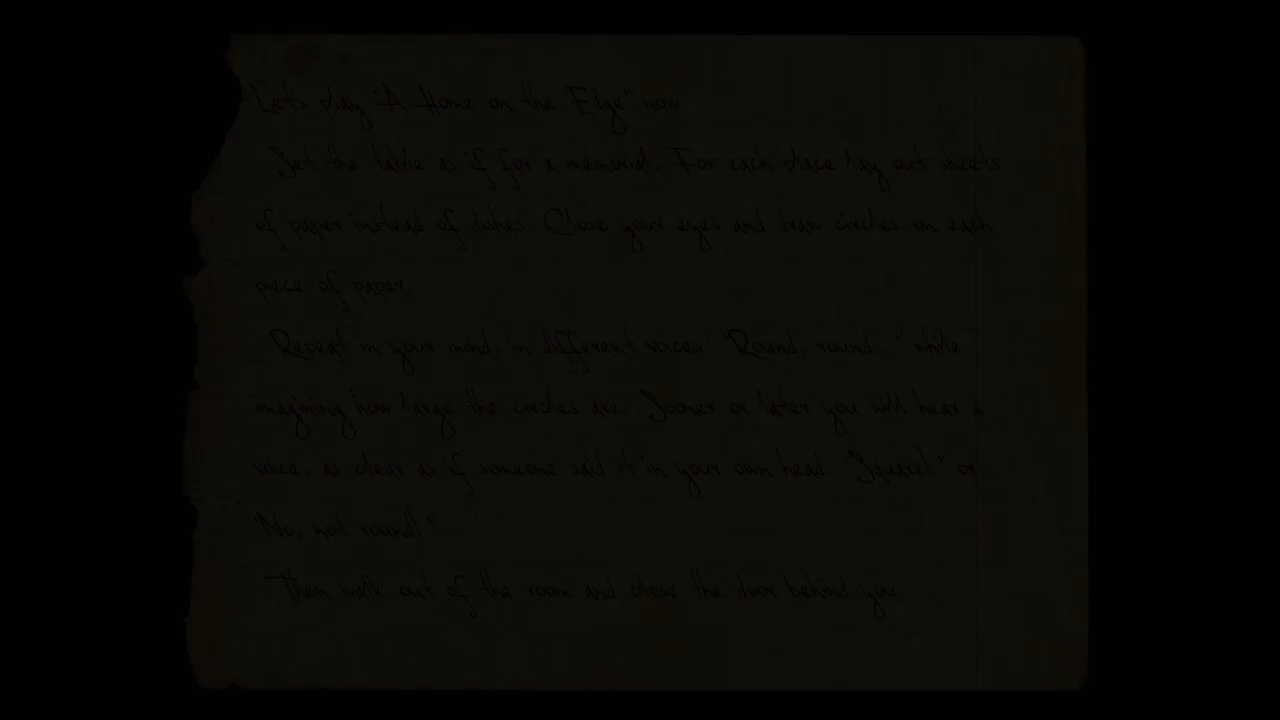 Let's play "A Home on the Edge" now.
Set the table as if for a memorial. For each place lay out sheets
of paper instead of dishes. Close your eyes and draw circles on each
piece of paper.
Repeat in your mind, in different voices: "Round, round..." while
imagining how large the circles are. Sooner or later you will hear a
voice, as clear as if someone said it in your own head: "Square!" or
"No, not round!"
Then walk out of the room and close the door behind you.